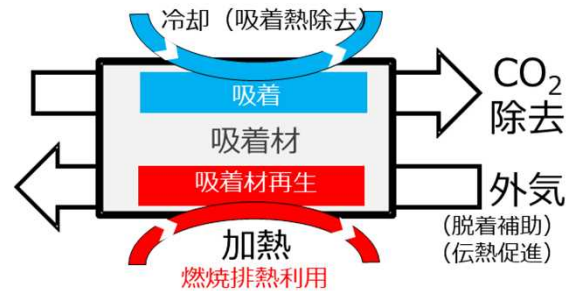 冷却（吸着熱除去）
吸着
吸着材
吸着材再生
加熱
燃焼排熱利用
CO₂
除去
外気
（脱着補助）
（伝熱促進）